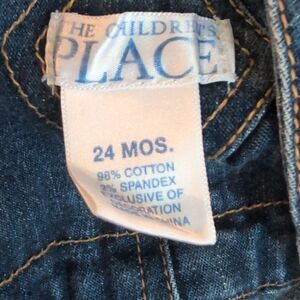 THE CHILDREN'S
PLACE
24 MOS.
98% COTTON
2% SPANDEX
EXCLUSIVE OF
DECORATION
CHINA